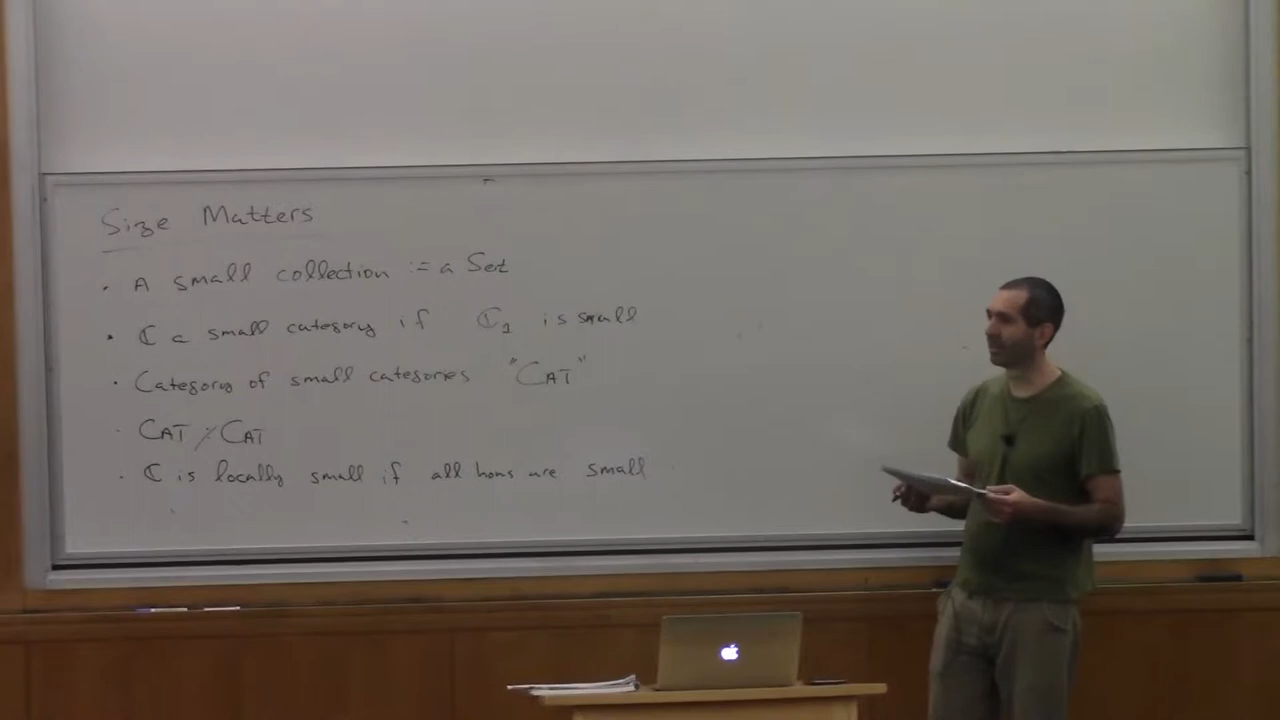 Size Matters
· A small collection := a Set
· ℂ a small category if ℂ₁ is small
· Category of small categories "CAT"
· CAT ∉ CAT
· ℂ is locally small if all homs are small